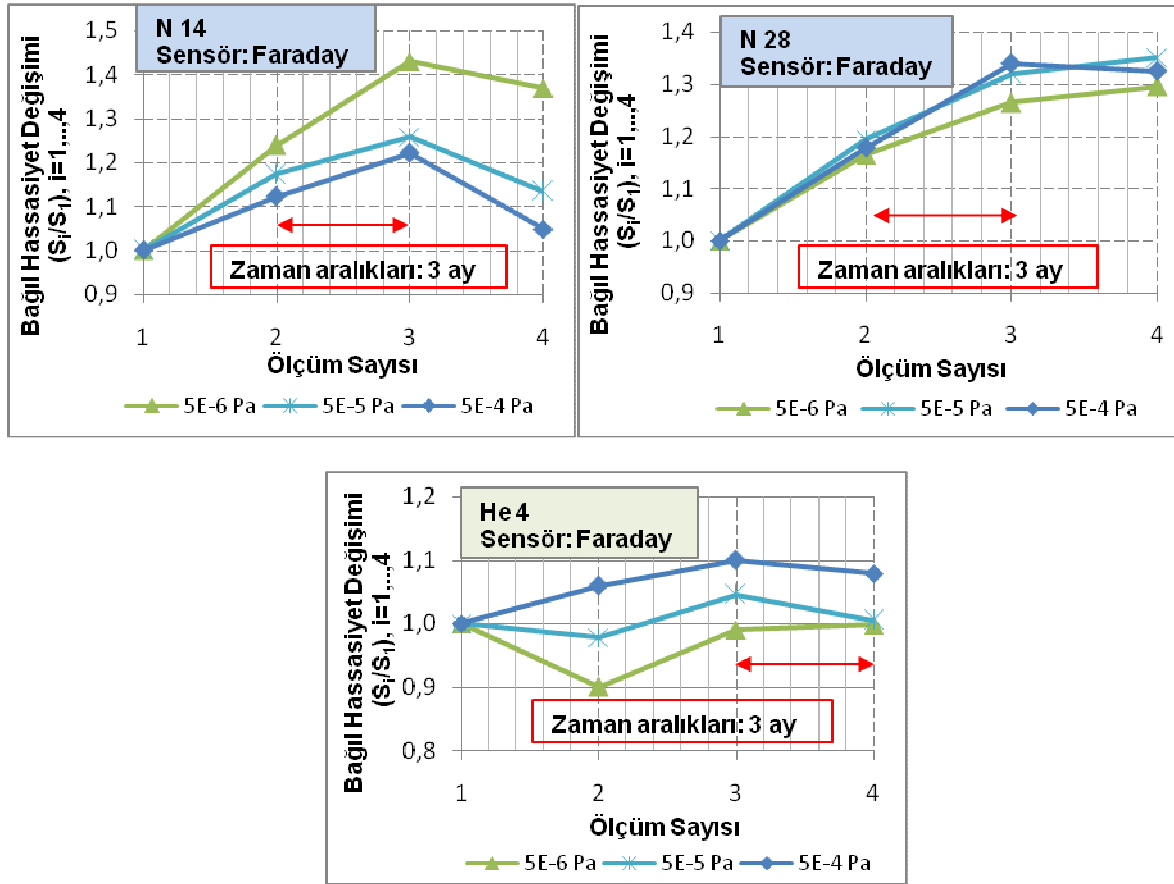 N 14
Sensör: Faraday
Bağıl Hassasiyet Değişimi
(Si/S1), i=1,..,4
1,5
1,4
1,3
1,2
1,1
1,0
0,9
Zaman aralıkları: 3 ay
1 2 3 4
Ölçüm Sayısı
5E-6 Pa 5E-5 Pa 5E-4 Pa
N 28
Sensör: Faraday
Bağıl Hassasiyet Değişimi
(Si/S1), i=1,..,4
1,4
1,3
1,2
1,1
1,0
0,9
Zaman aralıkları: 3 ay
1 2 3 4
Ölçüm Sayısı
5E-6 Pa 5E-5 Pa 5E-4 Pa
He 4
Sensör: Faraday
Bağıl Hassasiyet Değişimi
(Si/S1), i=1,..,4
1,2
1,1
1,0
0,9
0,8
Zaman aralıkları: 3 ay
1 2 3 4
Ölçüm Sayısı
5E-6 Pa 5E-5 Pa 5E-4 Pa